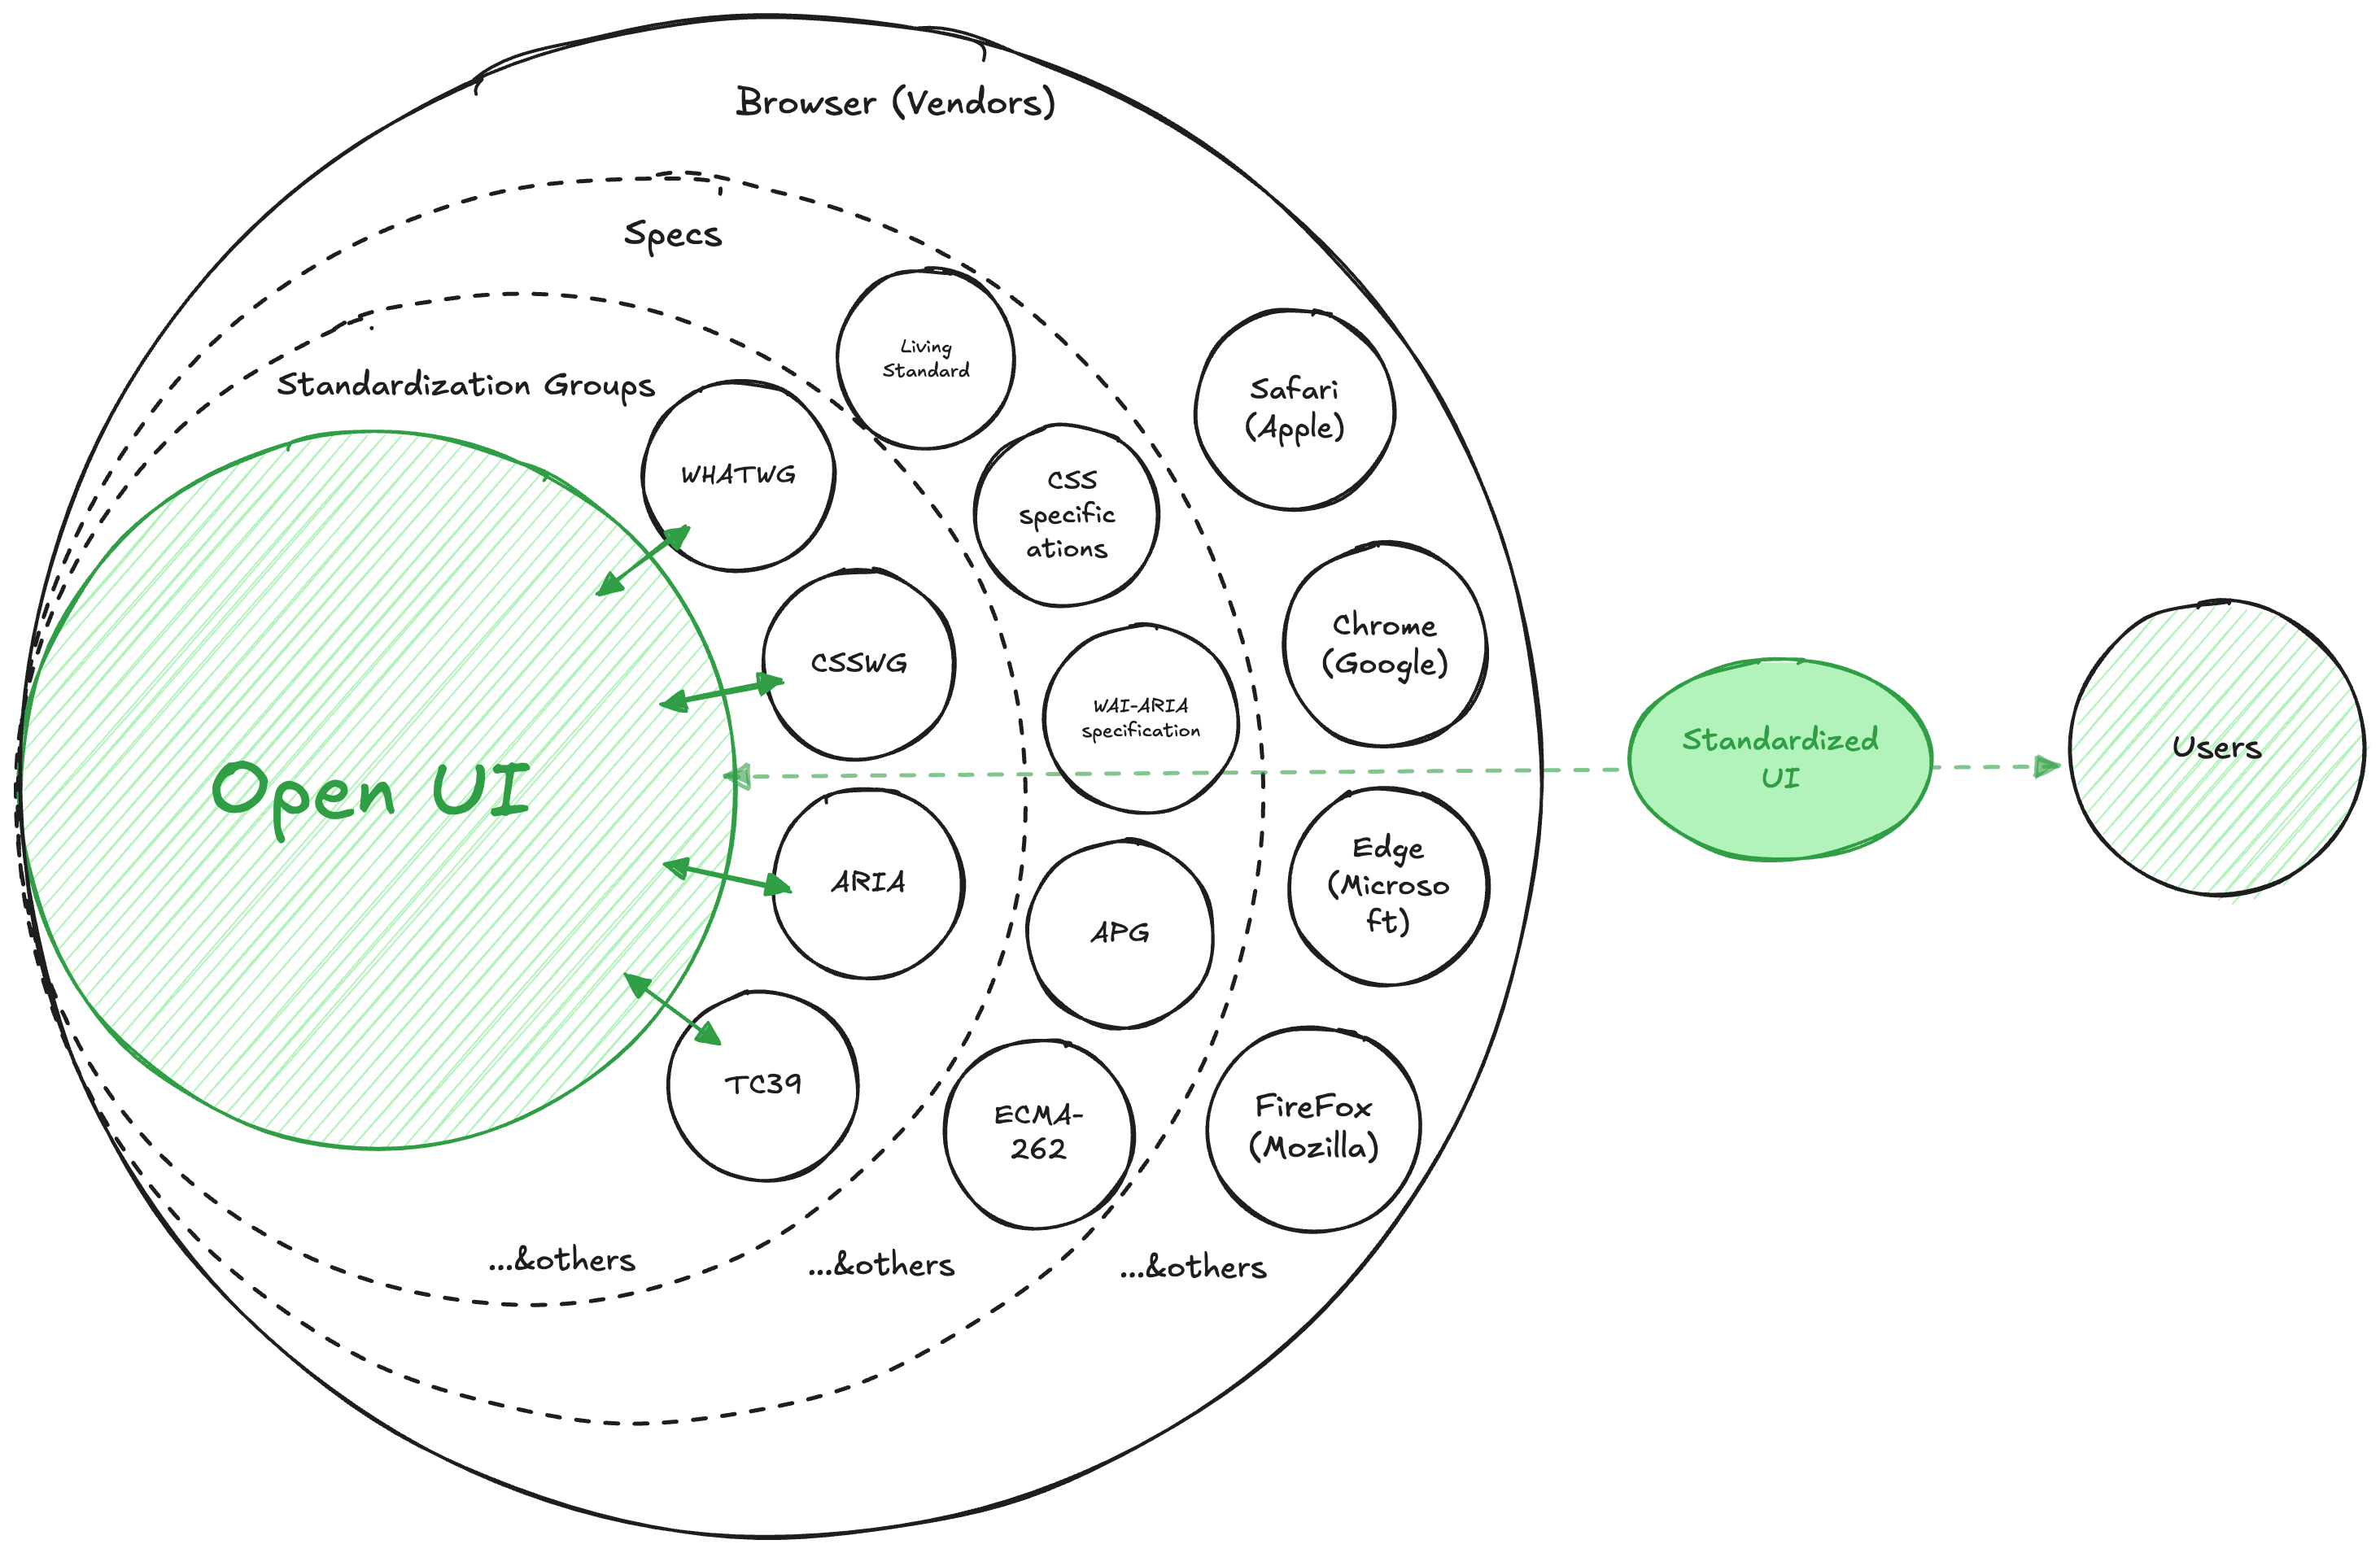 Browser (Vendors)
Specs
Standardization Groups
Living
Standard
Safari
(Apple)
WHATWG
CSS
specific
ations
Chrome
(Google)
CSSWG
WAI-ARIA
specification
Open UI
Standardized
UI
Users
ARIA
APG
Edge
(Microso
ft)
TC39
ECMA-
262
FireFox
(Mozilla)
...&others
...&others
...&others